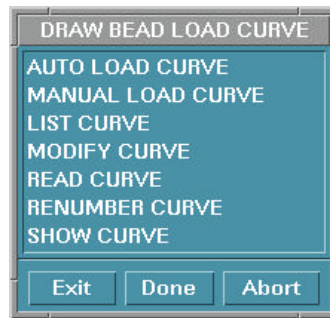 DRAW BEAD LOAD CURVE
AUTO LOAD CURVE
MANUAL LOAD CURVE
LIST CURVE
MODIFY CURVE
READ CURVE
RENUMBER CURVE
SHOW CURVE
Exit Done Abort